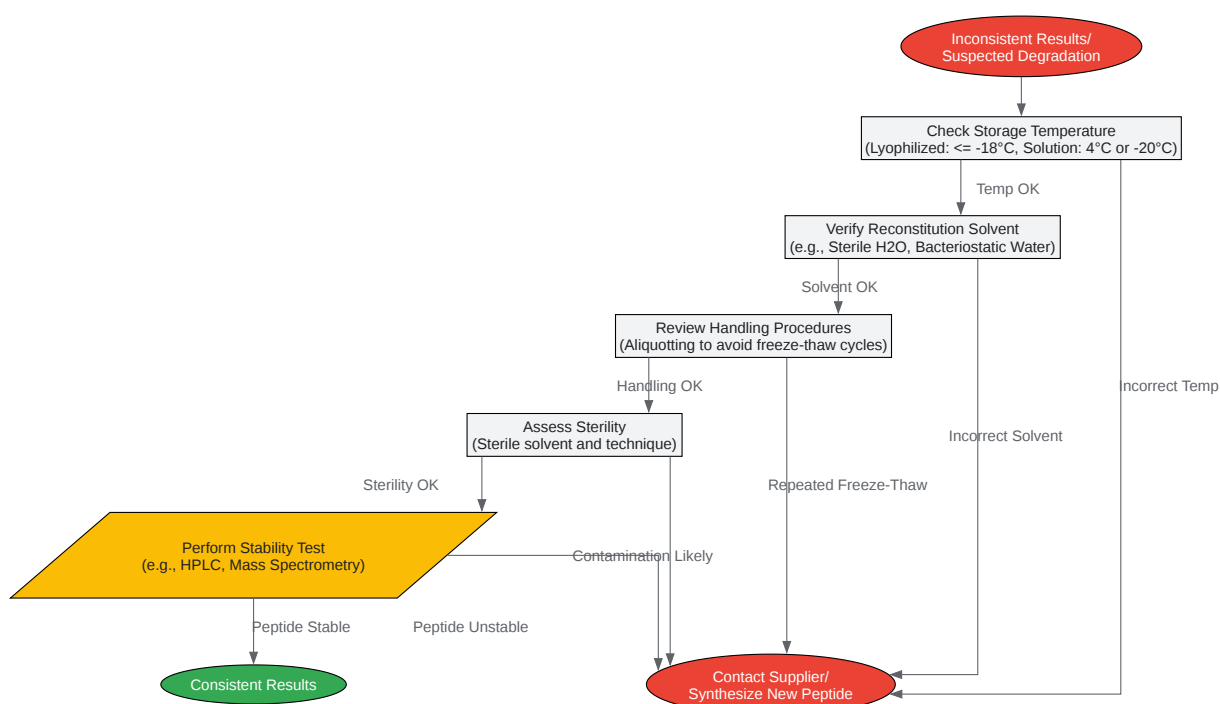 Inconsistent Results/
Suspected Degradation
Check Storage Temperature
(Lyophilized: <= -18°C, Solution: 4°C or -20°C)
Temp OK
Verify Reconstitution Solvent
(e.g., Sterile H2O, Bacteriostatic Water)
Solvent OK
Review Handling Procedures
(Aliquotting to avoid freeze-thaw cycles)
Handling OK
Incorrect Temp
Assess Sterility
(Sterile solvent and technique)
Incorrect Solvent
Sterility OK
Repeated Freeze-Thaw
Perform Stability Test
(e.g., HPLC, Mass Spectrometry)
Contamination Likely
Peptide Stable
Peptide Unstable
Consistent Results
Contact Supplier/
Synthesize New Peptide